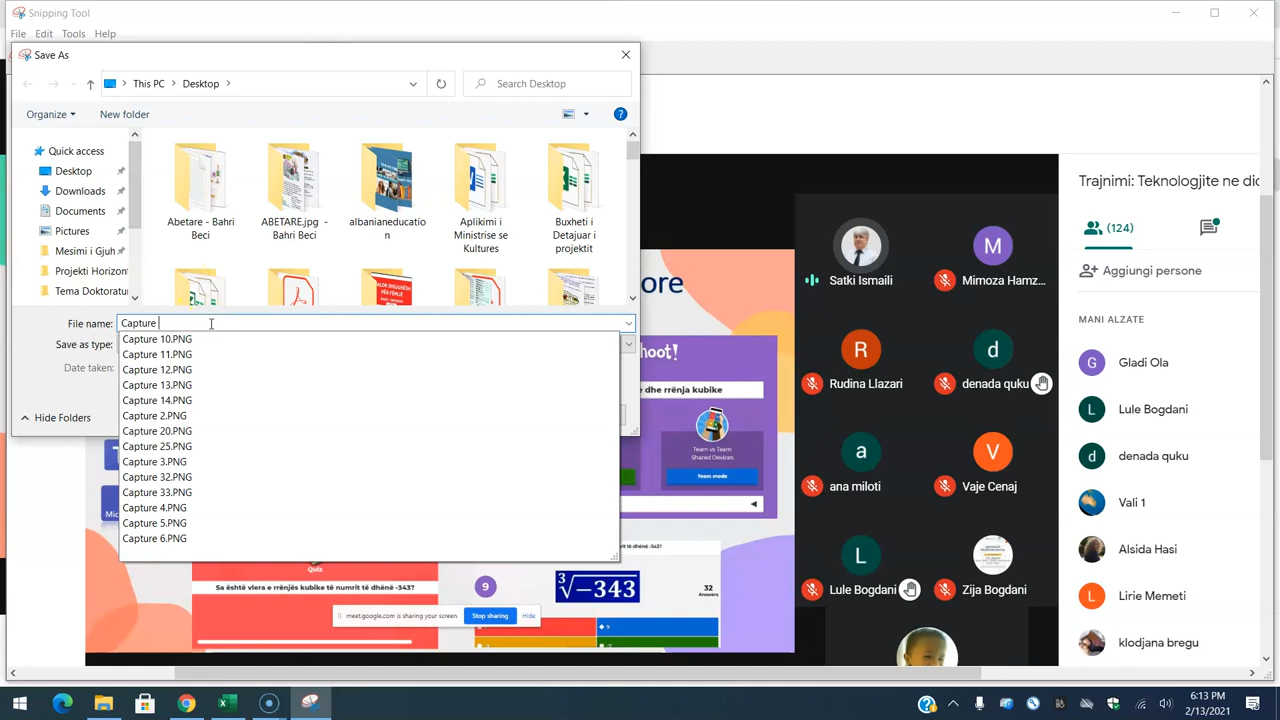 Snipping Tool
File Edit Tools Help
Save As
This PC Desktop
Search Desktop
Organize
New folder
Quick access
Desktop
Downloads
Documents
Pictures
Mesimi i Gjuh
Projekti Horizont
Tema Doktoratu
Abetare - Bahri
Beci
ABETARE.jpg -
Bahri Beci
albanianeducatio
n
Aplikimi i
Ministrise se
Kultures
Buxheti i
Detajuar i
projektit
File name: Capture
Save as type:
Date taken:
Hide Folders
Capture 10.PNG
Capture 11.PNG
Capture 12.PNG
Capture 13.PNG
Capture 14.PNG
Capture 2.PNG
Capture 20.PNG
Capture 25.PNG
Capture 3.PNG
Capture 32.PNG
Capture 33.PNG
Capture 4.PNG
Capture 5.PNG
Capture 6.PNG
ore
hoot!
e dhe rrënja kubike
Team vs Team
Shared Devices
Team mode
Quiz
Sa është vlera e rrënjës kubike të numrit të dhënë -343?
9
∛-343
32
Answers
meet.google.com is sharing your screen.
Stop sharing
Hide
Satki Ismaili
M
Mimoza Hamz...
R
Rudina Llazari
d
denada quku
a
ana miloti
V
Vaje Cenaj
L
Lule Bogdani
Zija Bogdani
Trajnimi: Teknologjite ne dic
(124)
Aggiungi persone
MANI ALZATE
G
Gladi Ola
L
Lule Bogdani
d
denada quku
Vali 1
Alsida Hasi
L
Lirie Memeti
klodjana bregu
6:13 PM
2/13/2021